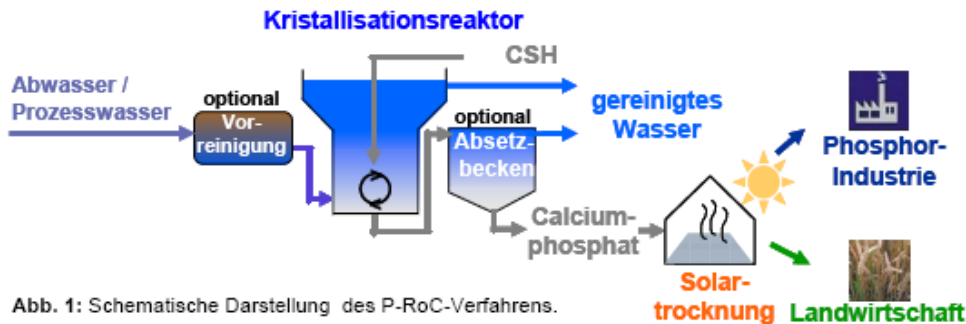 Kristallisationsreaktor
CSH
Abwasser /
Prozesswasser
optional
Vor-
reinigung
optional
Absetz-
becken
gereinigtes
Wasser
Calcium-
phosphat
Solar-
trocknung
Phosphor-
Industrie
Landwirtschaft
Abb. 1: Schematische Darstellung des P-RoC-Verfahrens.